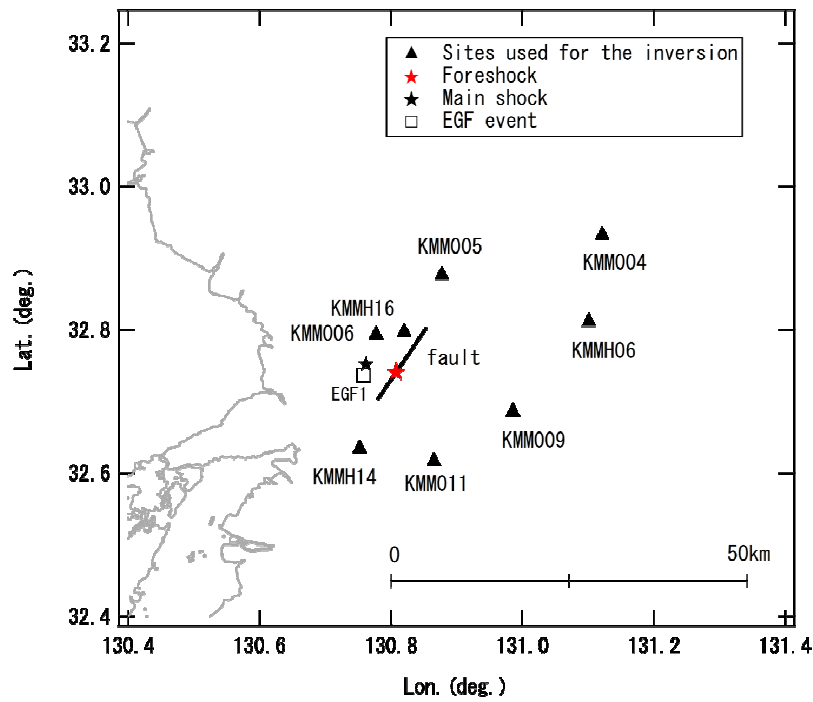 33.2
Sites used for the inversion
Foreshock
Main shock
EGF event
33.0
KMM005
KMM004
KMMH16
32.8
KMM006
KMMH06
fault
EGF1
KMM009
32.6
KMMH14
KMM011
0
50km
32.4
130.4
130.6
130.8
131.0
131.2
131.4
Lat. (deg.)
Lon. (deg.)